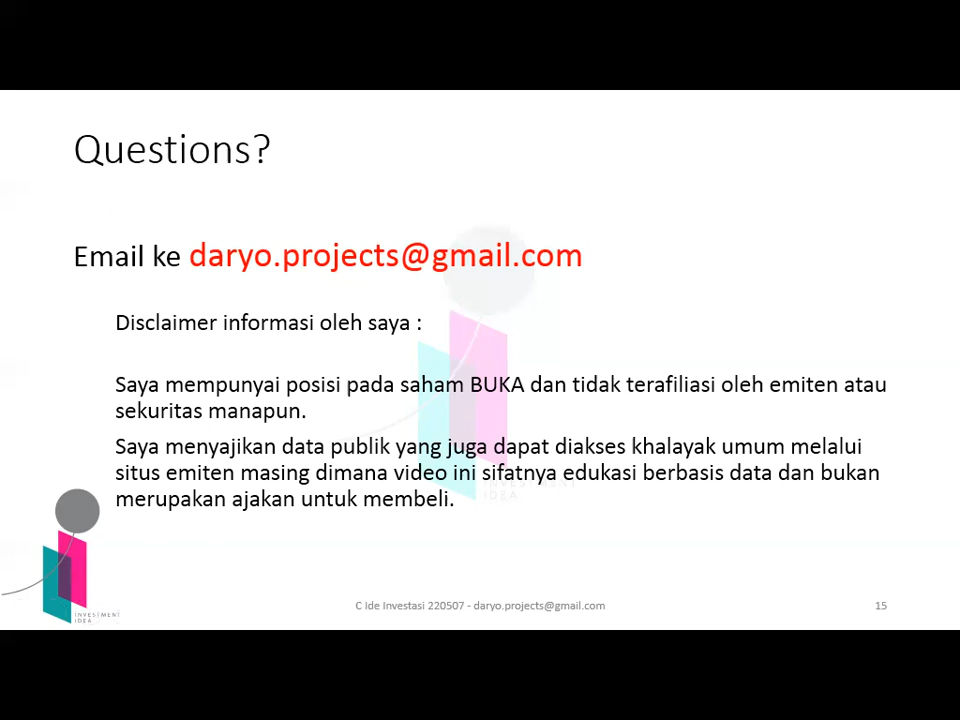 Questions?
Email ke daryo.projects@gmail.com
Disclaimer informasi oleh saya :
Saya mempunyai posisi pada saham BUKA dan tidak terafiliasi oleh emiten atau
sekuritas manapun.
Saya menyajikan data publik yang juga dapat diakses khalayak umum melalui
situs emiten masing dimana video ini sifatnya edukasi berbasis data dan bukan
merupakan ajakan untuk membeli.
INVESTMENT
IDEA
INVESTMENT
IDEA
C Ide Investasi 220507 - daryo.projects@gmail.com
15